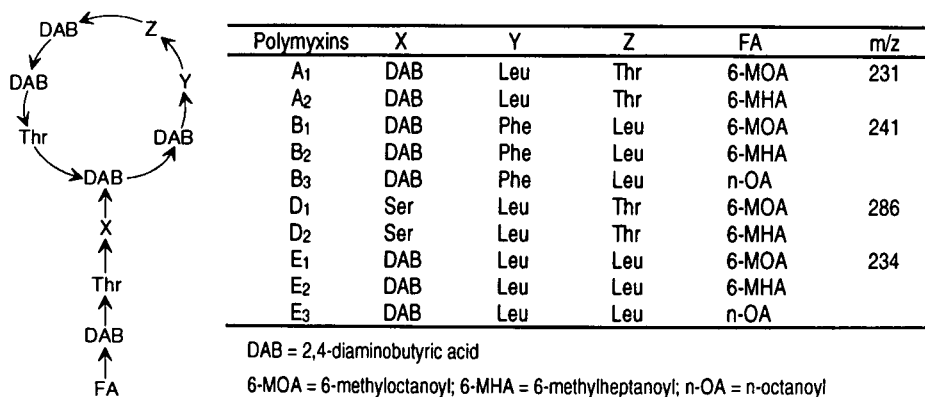 DAB
Z
DAB
Y
Thr
DAB
DAB
X
Thr
DAB
FA
Polymyxins X Y Z FA m/z
A1 DAB Leu Thr 6-MOA 231
A2 DAB Leu Thr 6-MHA
B1 DAB Phe Leu 6-MOA 241
B2 DAB Phe Leu 6-MHA
B3 DAB Phe Leu n-OA
D1 Ser Leu Thr 6-MOA 286
D2 Ser Leu Thr 6-MHA
E1 DAB Leu Leu 6-MOA 234
E2 DAB Leu Leu 6-MHA
E3 DAB Leu Leu n-OA
DAB = 2,4-diaminobutyric acid
6-MOA = 6-methyloctanoyl; 6-MHA = 6-methylheptanoyl; n-OA = n-octanoyl